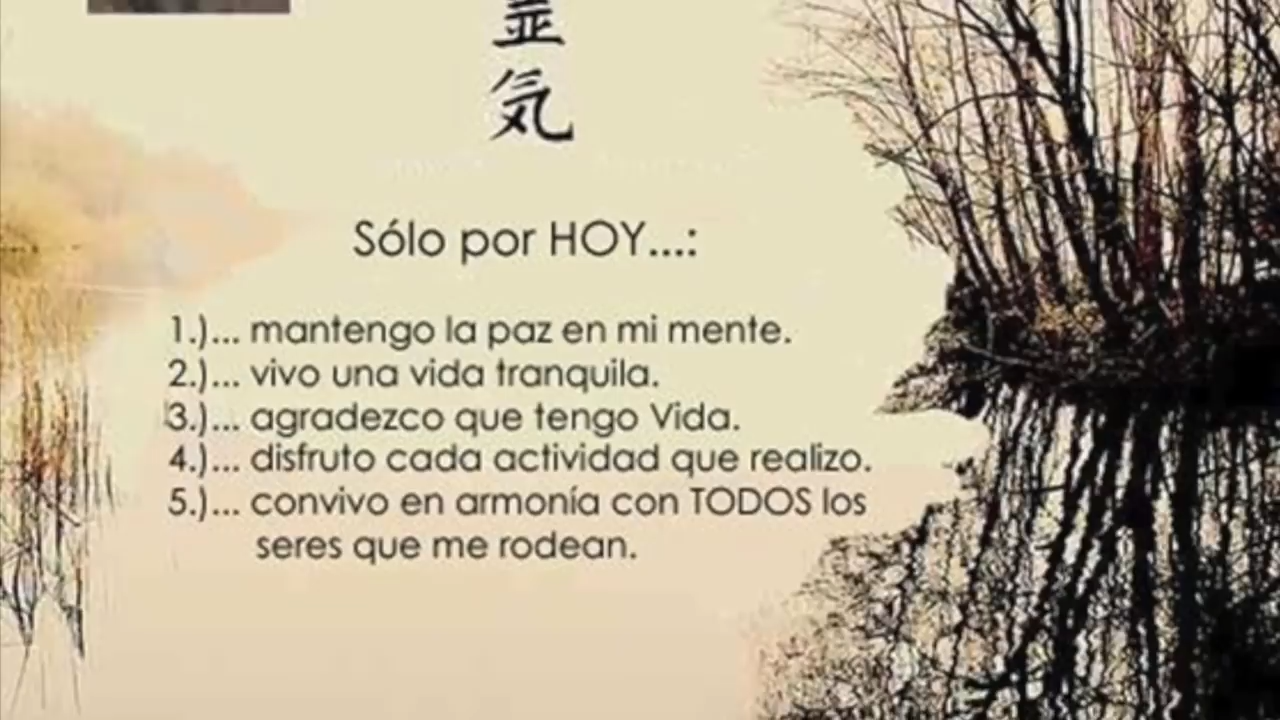 気
Sólo por HOY...:
1.)... mantengo la paz en mi mente.
2.)... vivo una vida tranquila.
3.)... agradezco que tengo Vida.
4.)... disfruto cada actividad que realizo.
5.)... convivo en armonía con TODOS los
seres que me rodean.